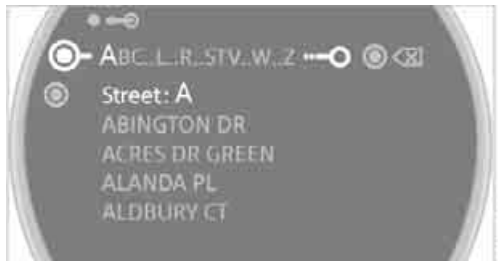 ABC..L..R..STV..W..Z
Street: A
ABINGTON DR
ACRES DR GREEN
ALANDA PL
ALDBURY CT